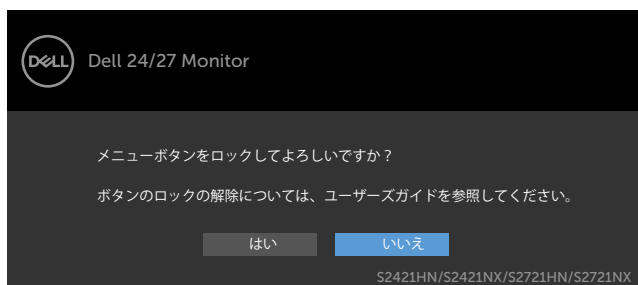 DELL Dell 24/27 Monitor
メニューボタンをロックしてよろしいですか？
ボタンのロックの解除については、ユーザーズガイドを参照してください。
はい いいえ
S2421HN/S2421NX/S2721HN/S2721NX